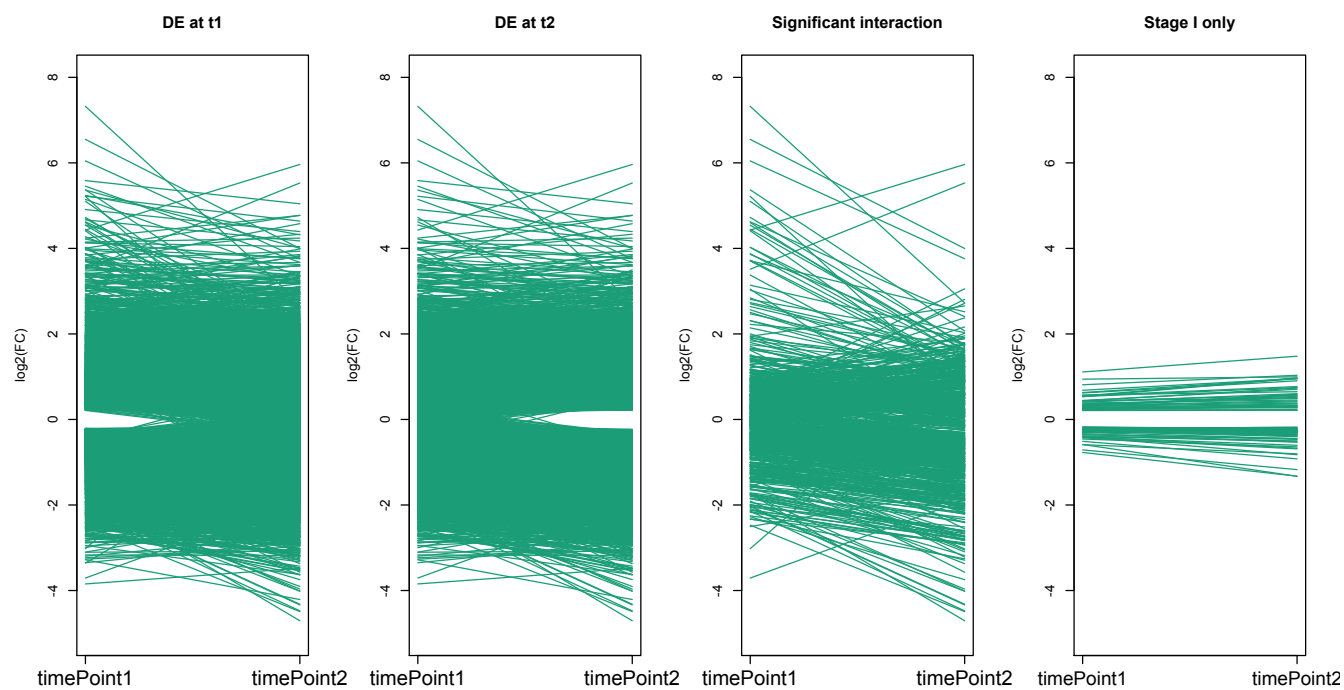 DE at t1
DE at t2
Significant interaction
Stage I only
log2(FC)
8
6
4
2
0
-2
-4
timePoint1
timePoint2
log2(FC)
8
6
4
2
0
-2
-4
timePoint1
timePoint2
log2(FC)
8
6
4
2
0
-2
-4
timePoint1
timePoint2
log2(FC)
8
6
4
2
0
-2
-4
timePoint1
timePoint2